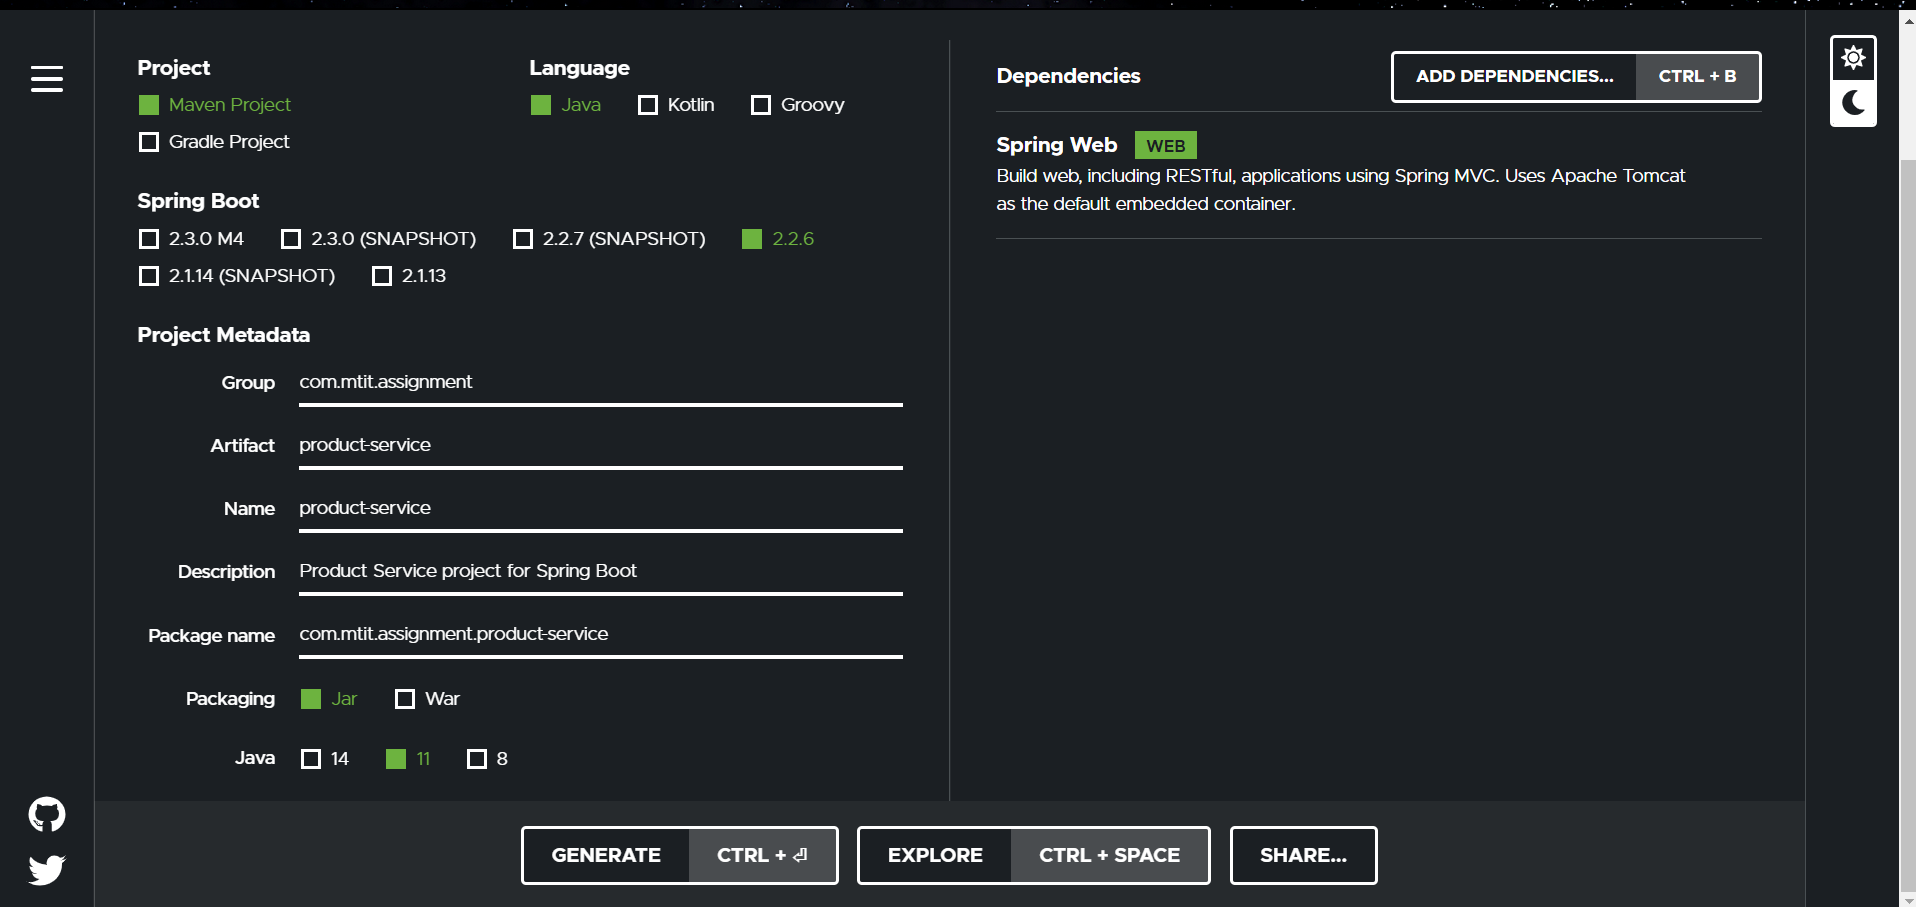 Project
Maven Project
Gradle Project
Language
Java Kotlin Groovy
Spring Boot
2.3.0 M4 2.3.0 (SNAPSHOT) 2.2.7 (SNAPSHOT) 2.2.6
2.1.14 (SNAPSHOT) 2.1.13
Project Metadata
Group com.mtit.assignment
Artifact product-service
Name product-service
Description Product Service project for Spring Boot
Package name com.mtit.assignment.product-service
Packaging Jar War
Java 14 11 8
Dependencies ADD DEPENDENCIES... CTRL + B
Spring Web WEB
Build web, including RESTful, applications using Spring MVC. Uses Apache Tomcat
as the default embedded container.
GENERATE CTRL + ⏎ EXPLORE CTRL + SPACE SHARE...